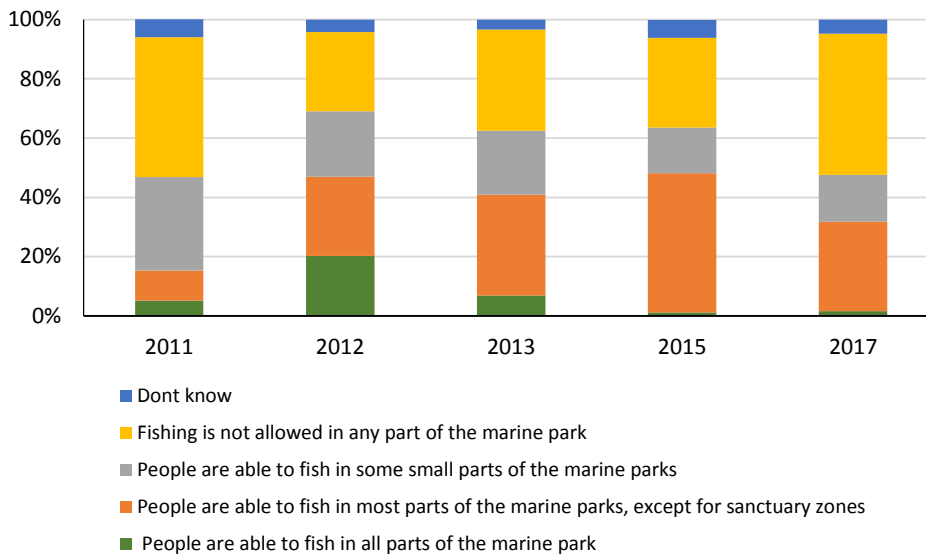 100%
80%
60%
40%
20%
0%
2011 2012 2013 2015 2017
Dont know
Fishing is not allowed in any part of the marine park
People are able to fish in some small parts of the marine parks
People are able to fish in most parts of the marine parks, except for sanctuary zones
People are able to fish in all parts of the marine park